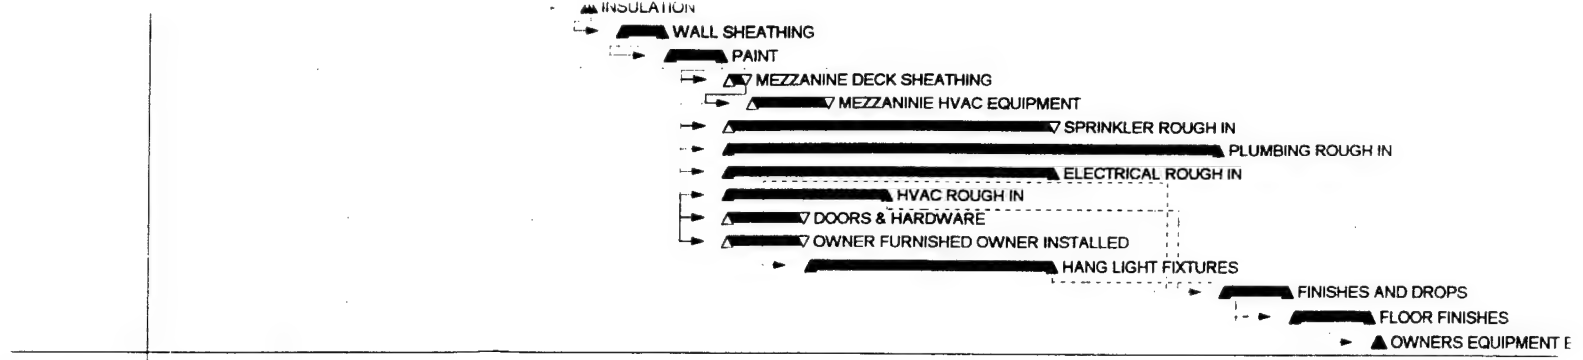 INSULATION
WALL SHEATHING
PAINT
MEZZANINE DECK SHEATHING
MEZZANINIE HVAC EQUIPMENT
SPRINKLER ROUGH IN
PLUMBING ROUGH IN
ELECTRICAL ROUGH IN
HVAC ROUGH IN
DOORS & HARDWARE
OWNER FURNISHED OWNER INSTALLED
HANG LIGHT FIXTURES
FINISHES AND DROPS
FLOOR FINISHES
OWNERS EQUIPMENT